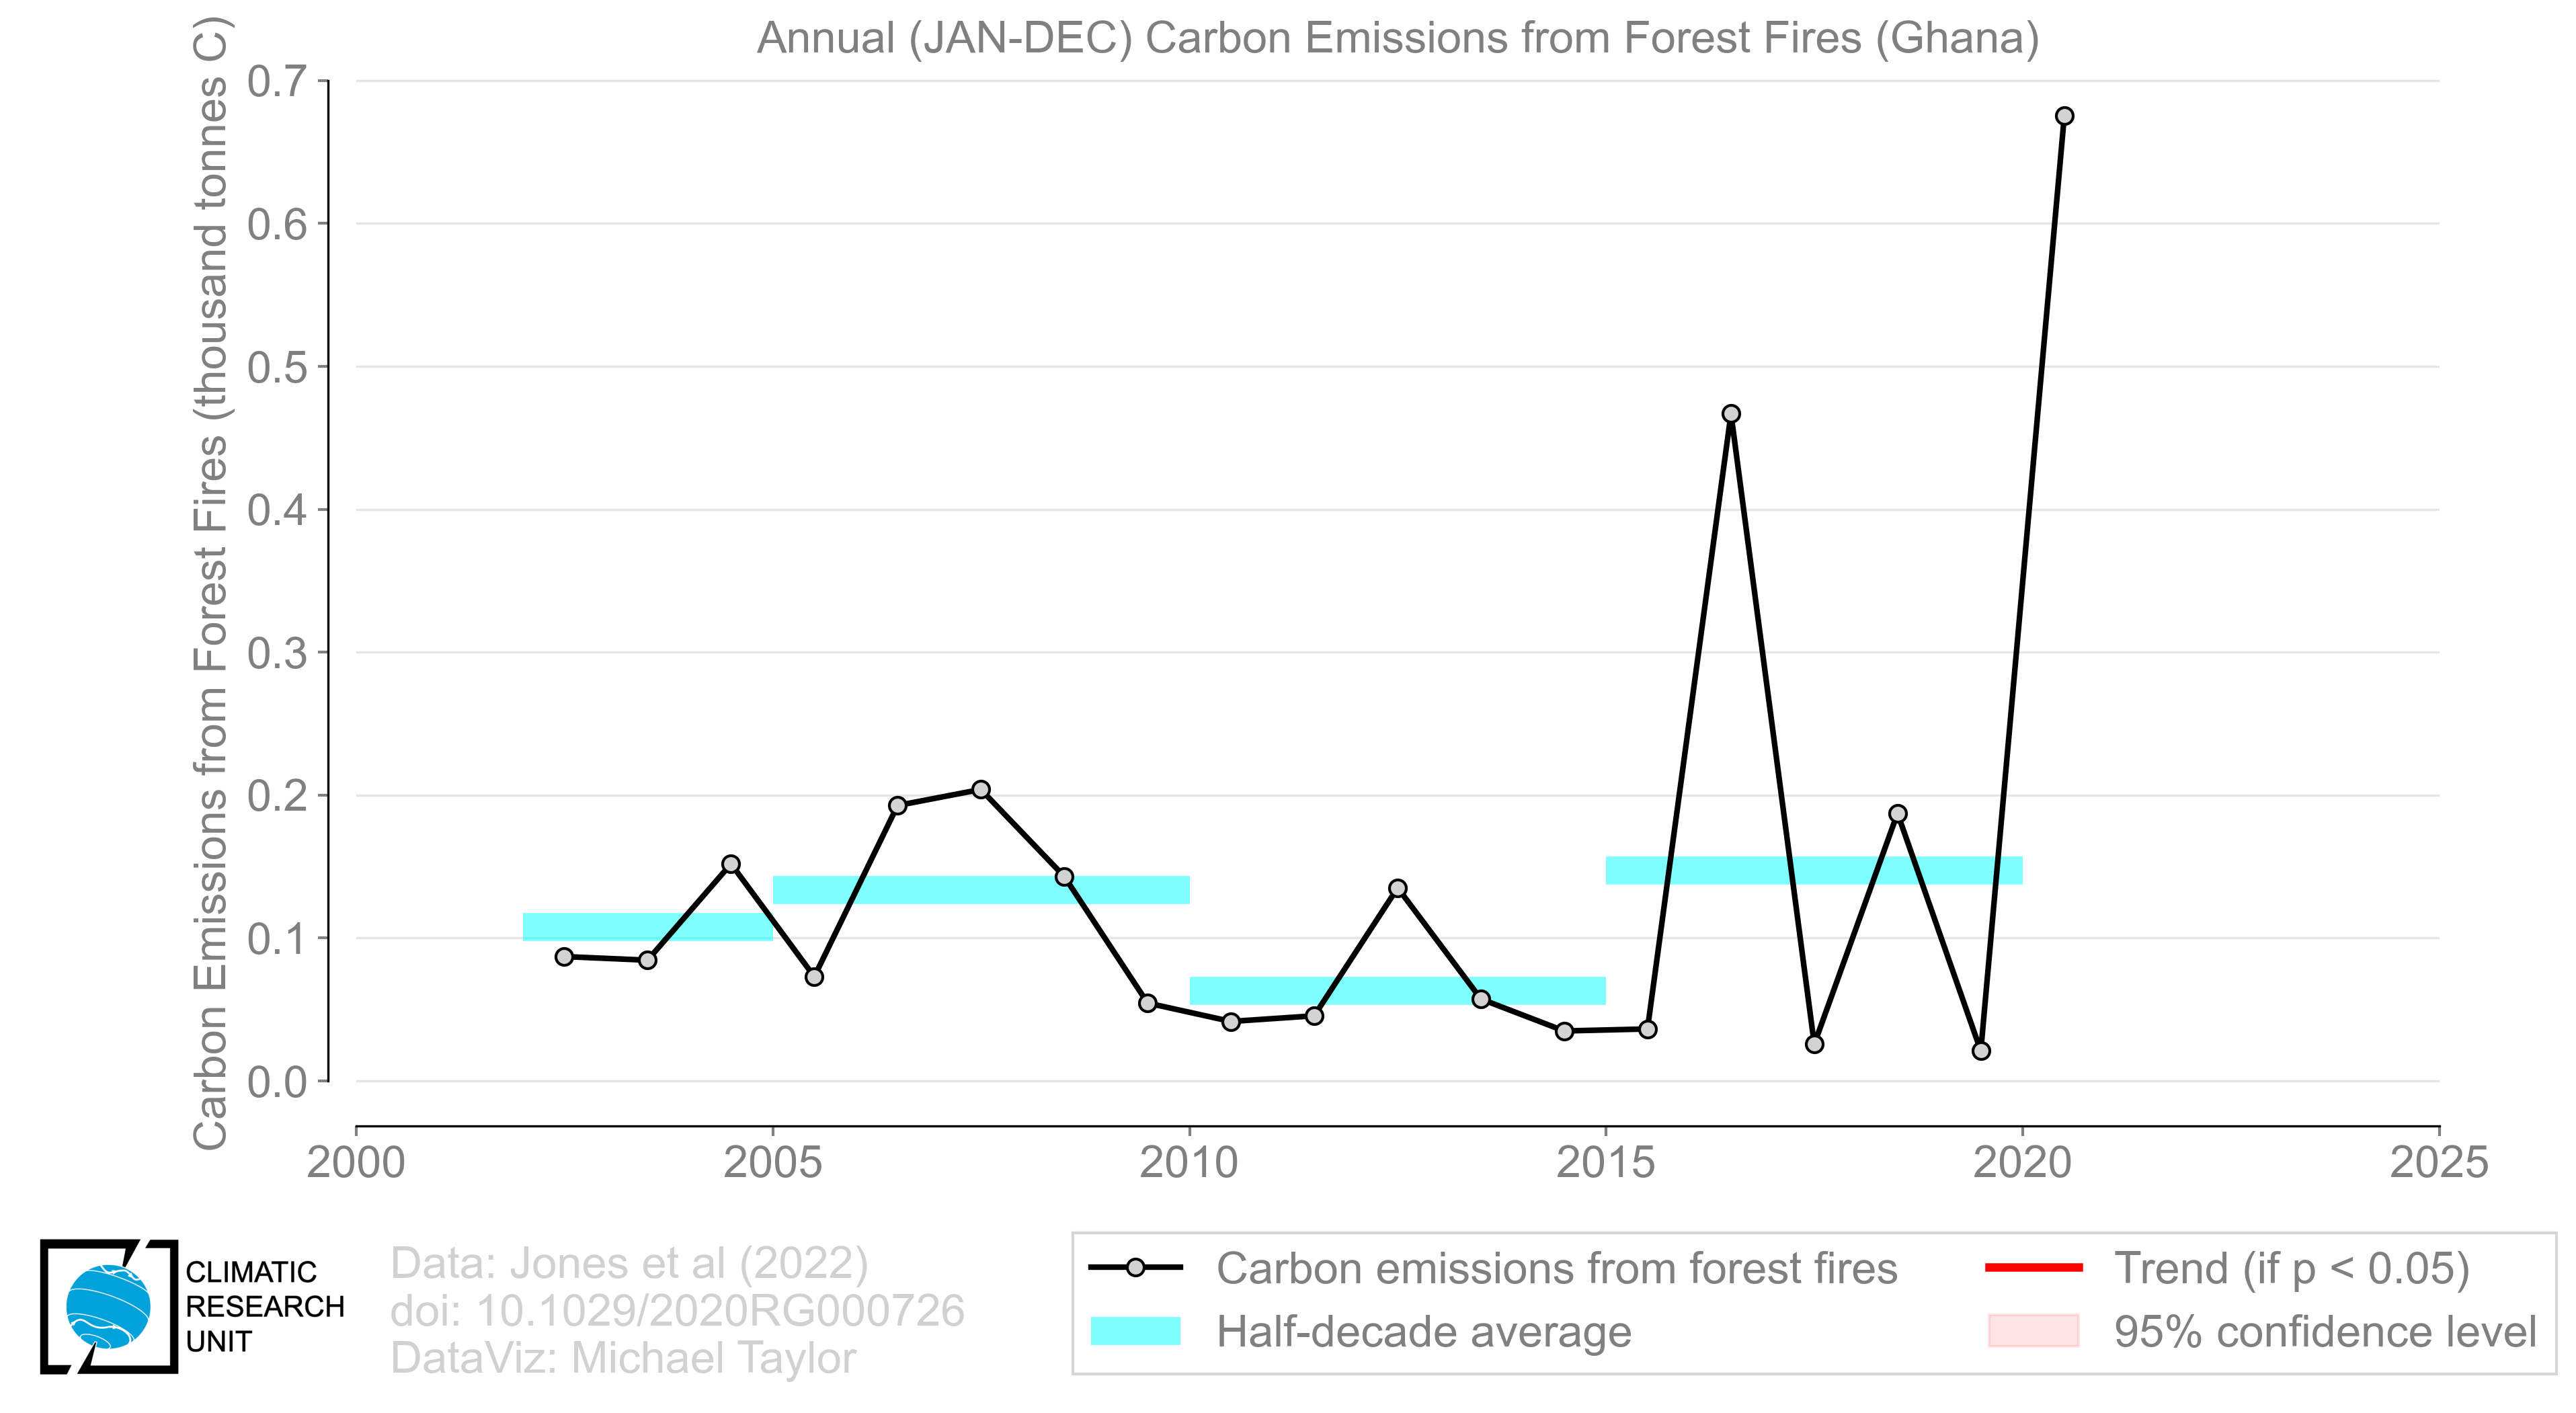 Annual (JAN-DEC) Carbon Emissions from Forest Fires (Ghana)
Carbon Emissions from Forest Fires (thousand tonnes C)
0.7
0.6
0.5
0.4
0.3
0.2
0.1
0.0
2000
2005
2010
2015
2020
2025
CLIMATIC
RESEARCH
UNIT
Data: Jones et al (2022)
doi: 10.1029/2020RG000726
DataViz: Michael Taylor
Carbon emissions from forest fires
Half-decade average
Trend (if p < 0.05)
95% confidence level